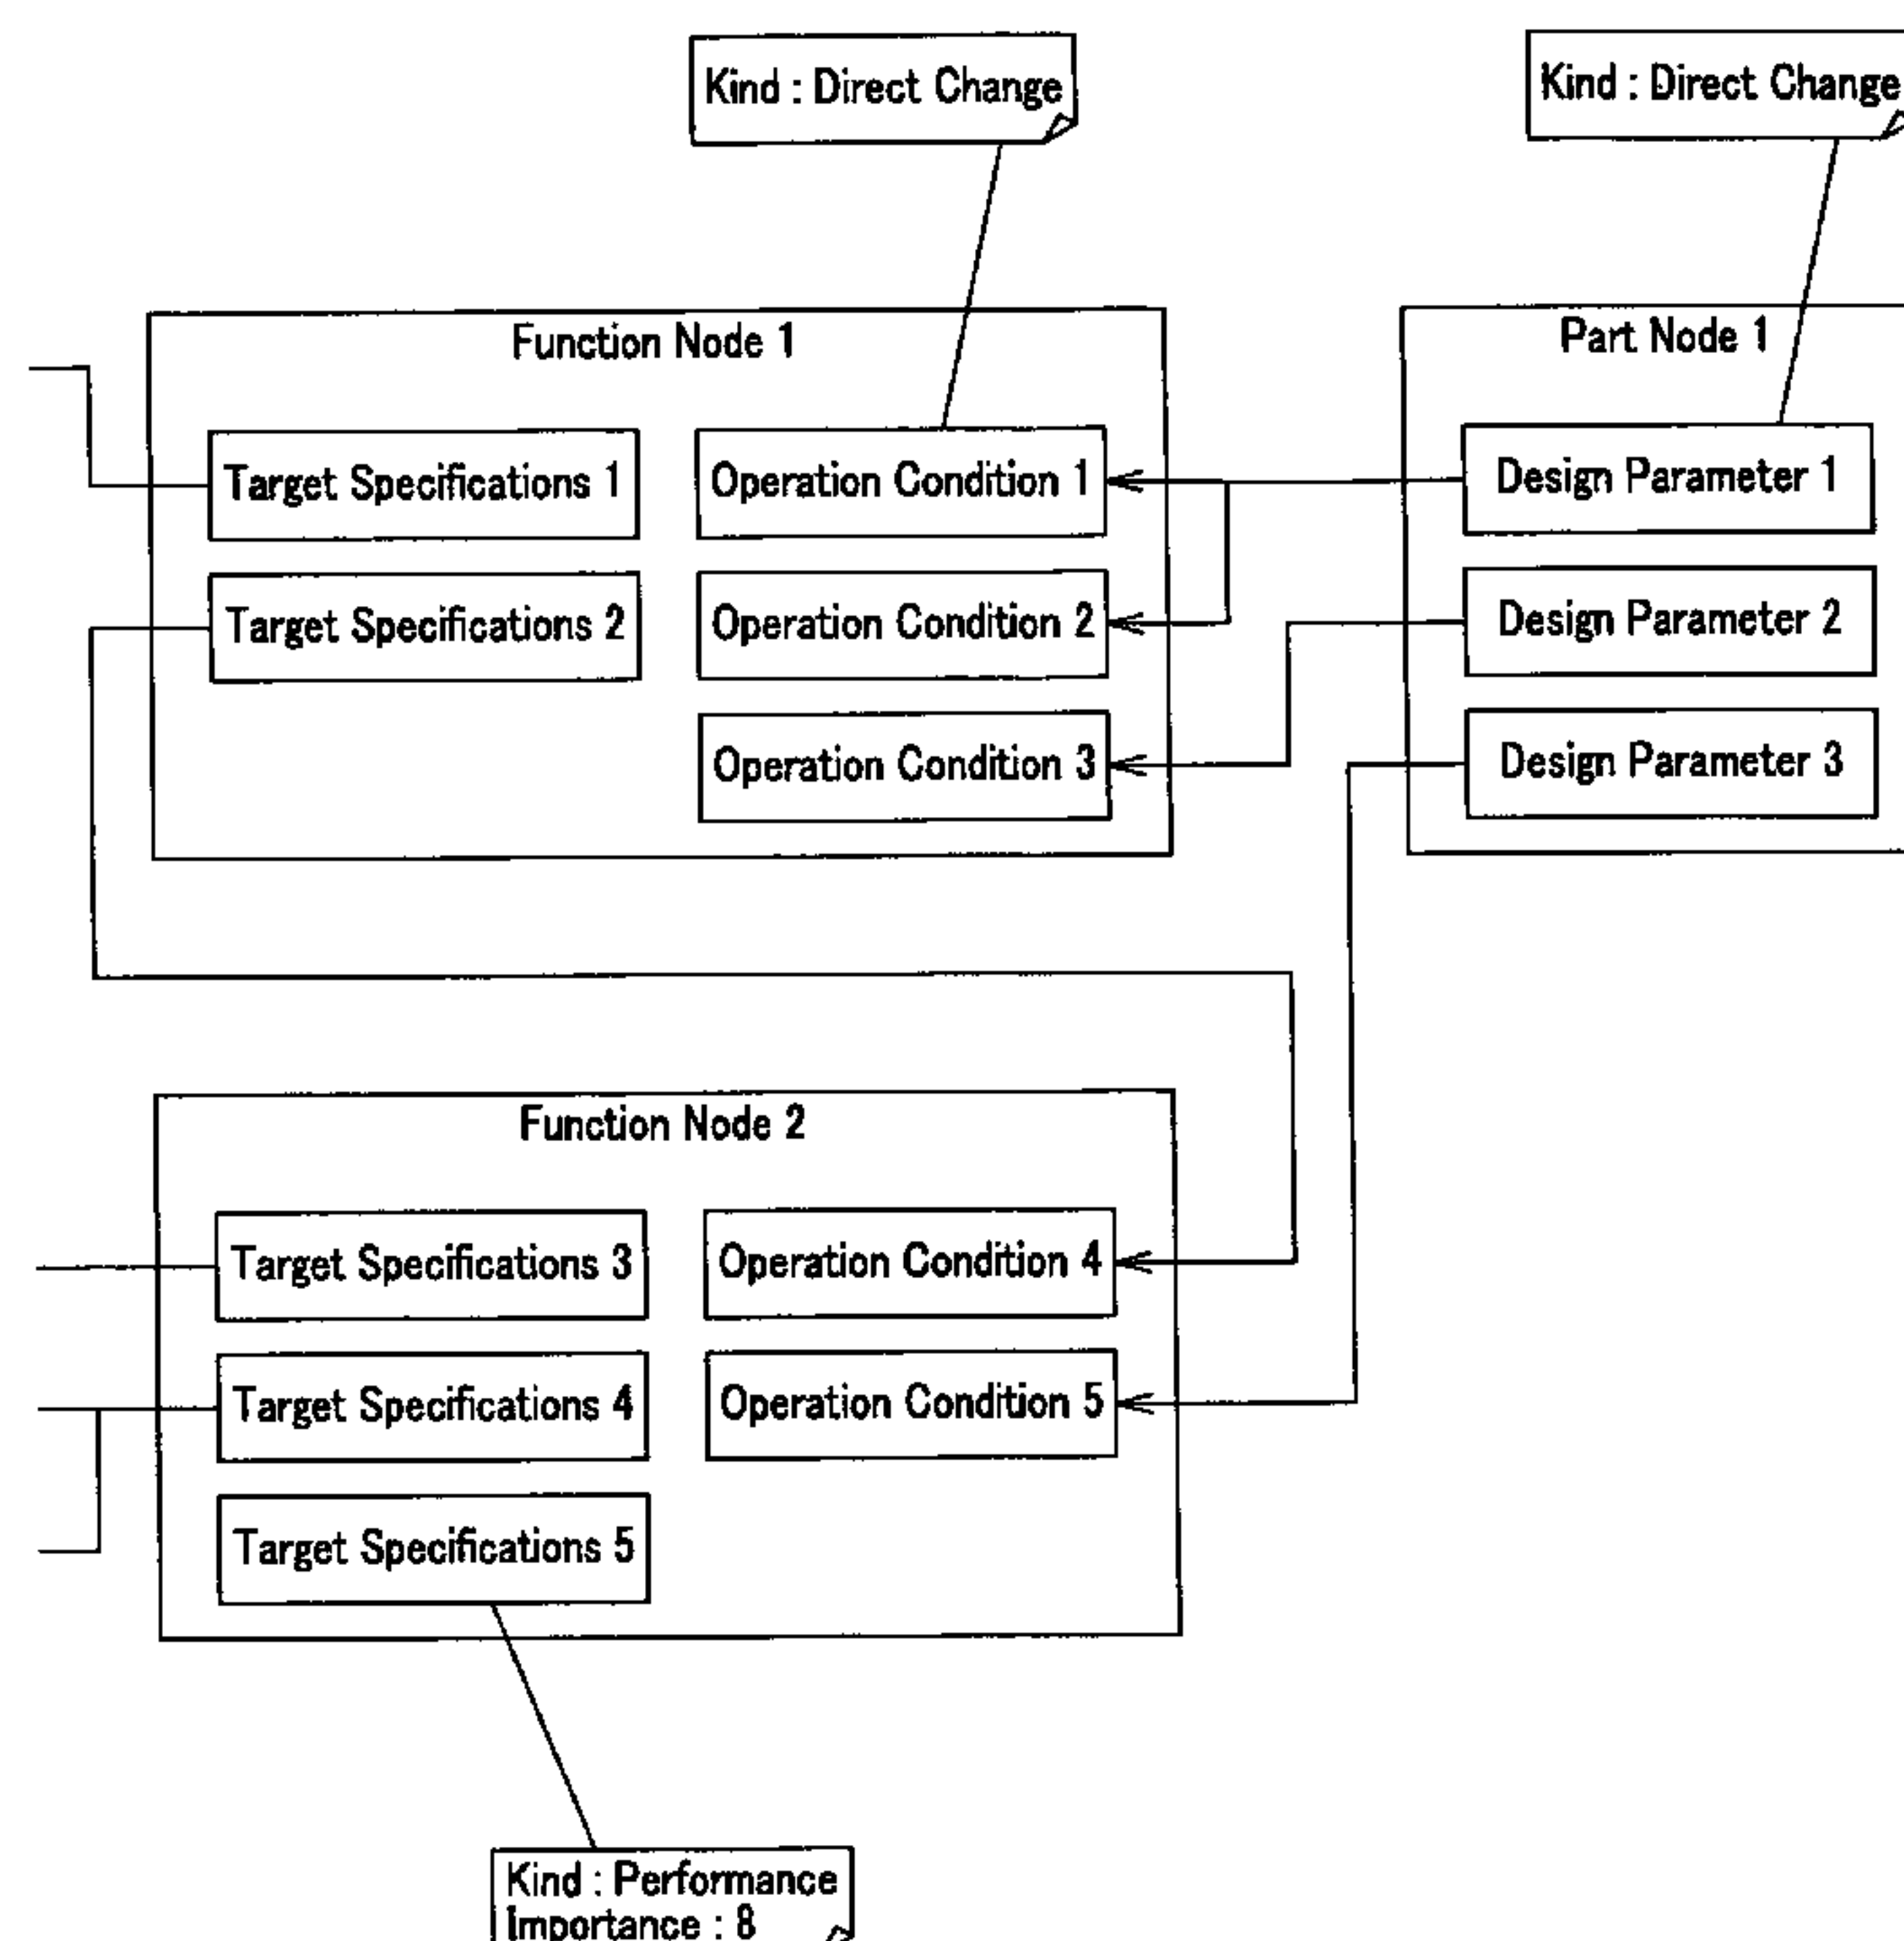 Kind : Direct Change
Kind : Direct Change
Function Node 1
Part Node 1
Target Specifications 1
Operation Condition 1
Design Parameter 1
Target Specifications 2
Operation Condition 2
Design Parameter 2
Operation Condition 3
Design Parameter 3
Function Node 2
Target Specifications 3
Operation Condition 4
Target Specifications 4
Operation Condition 5
Target Specifications 5
Kind : Performance
Importance : 8